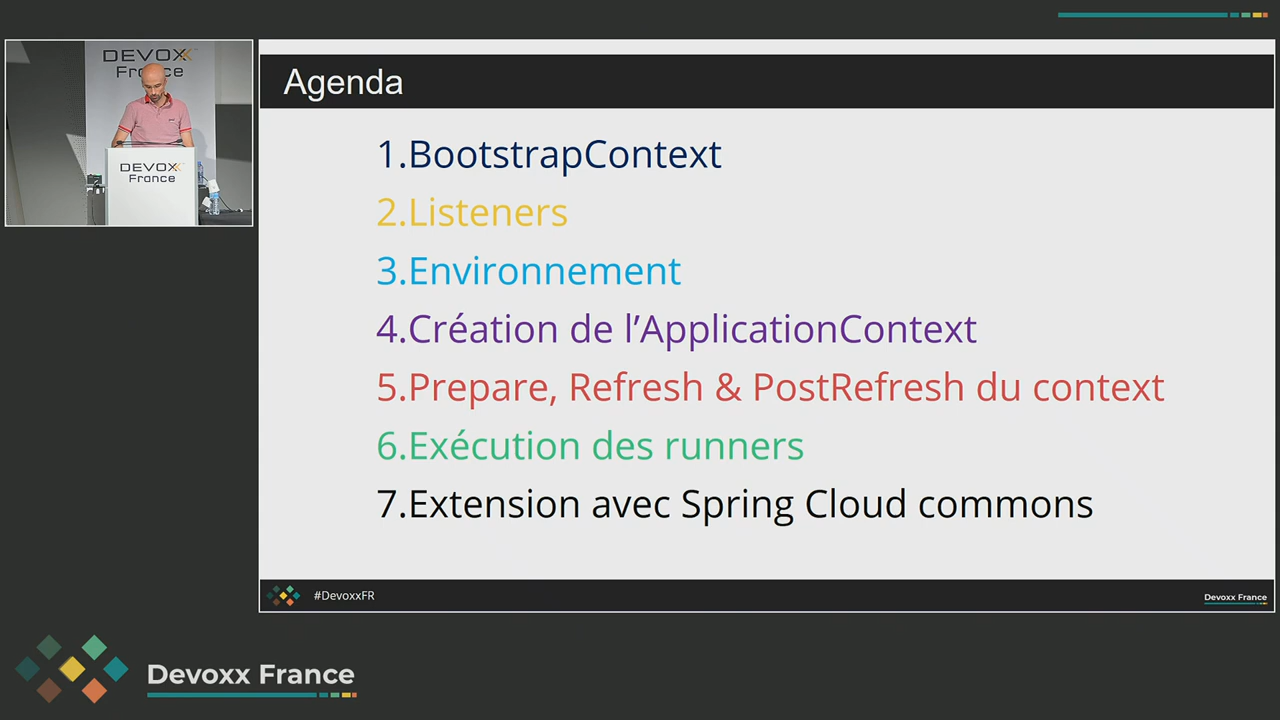 DEVOXX
France
DEVOXX
France
Agenda
1.BootstrapContext
2.Listeners
3.Environnement
4.Création de l’ApplicationContext
5.Prepare, Refresh & PostRefresh du context
6.Exécution des runners
7.Extension avec Spring Cloud commons
#DevoxxFR
Devoxx France
Devoxx France